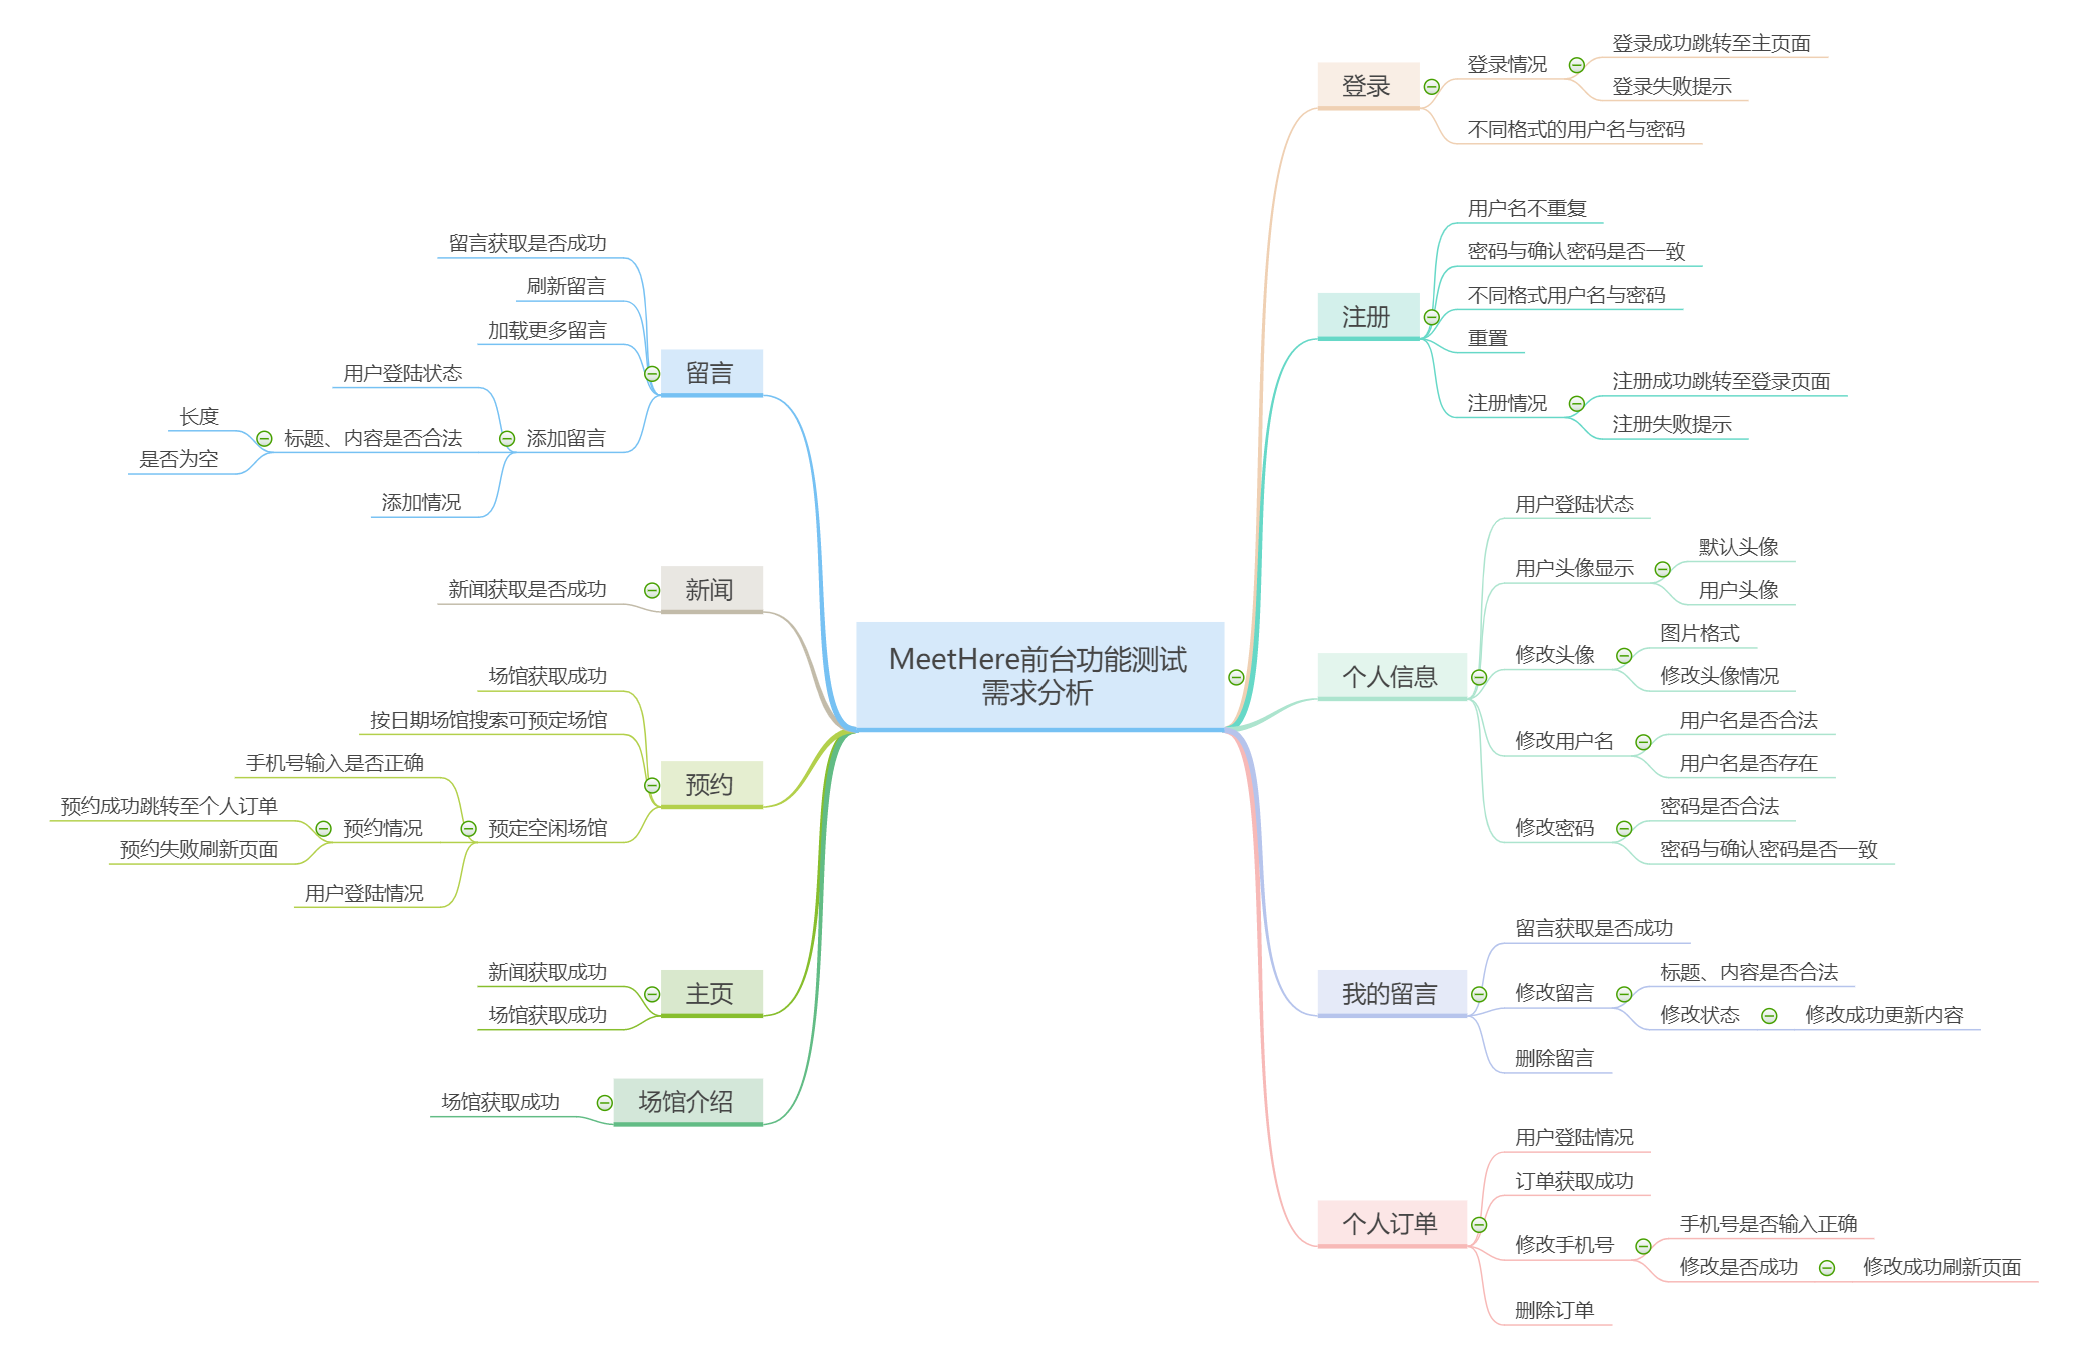 MeetHere前台功能测试
需求分析
登录
登录情况
登录成功跳转至主页面
登录失败提示
不同格式的用户名与密码
注册
用户名不重复
密码与确认密码是否一致
不同格式用户名与密码
重置
注册情况
注册成功跳转至登录页面
注册失败提示
个人信息
用户登陆状态
用户头像显示
默认头像
用户头像
修改头像
图片格式
修改头像情况
修改用户名
用户名是否合法
用户名是否存在
修改密码
密码是否合法
密码与确认密码是否一致
我的留言
留言获取是否成功
修改留言
标题、内容是否合法
修改状态
修改成功更新内容
删除留言
个人订单
用户登陆情况
订单获取成功
修改手机号
手机号是否输入正确
修改是否成功
修改成功刷新页面
删除订单
留言
留言获取是否成功
刷新留言
加载更多留言
添加留言
用户登陆状态
标题、内容是否合法
长度
是否为空
添加情况
新闻
新闻获取是否成功
预约
场馆获取成功
按日期场馆搜索可预定场馆
预定空闲场馆
手机号输入是否正确
预约情况
预约成功跳转至个人订单
预约失败刷新页面
用户登陆情况
主页
新闻获取成功
场馆获取成功
场馆介绍
场馆获取成功